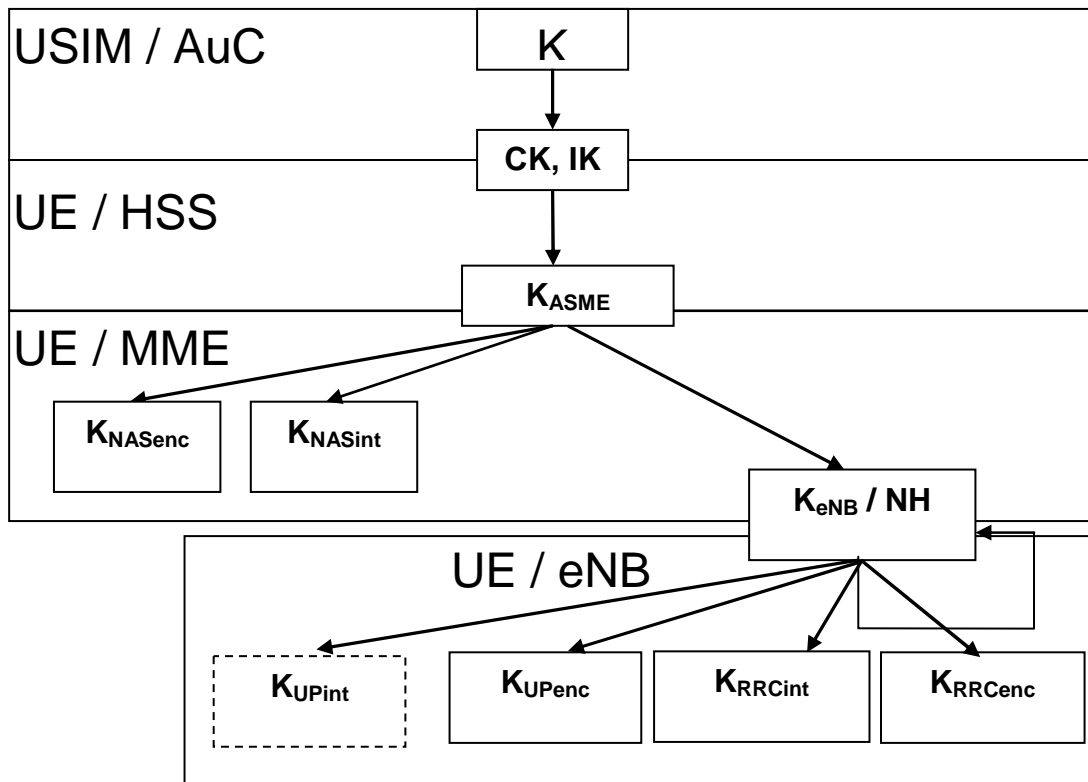 USIM / AuC
K
CK, IK
UE / HSS
KASME
UE / MME
KNASenc
KNASint
KeNB / NH
UE / eNB
KUPint
KUPenc
KRRCint
KRRCenc